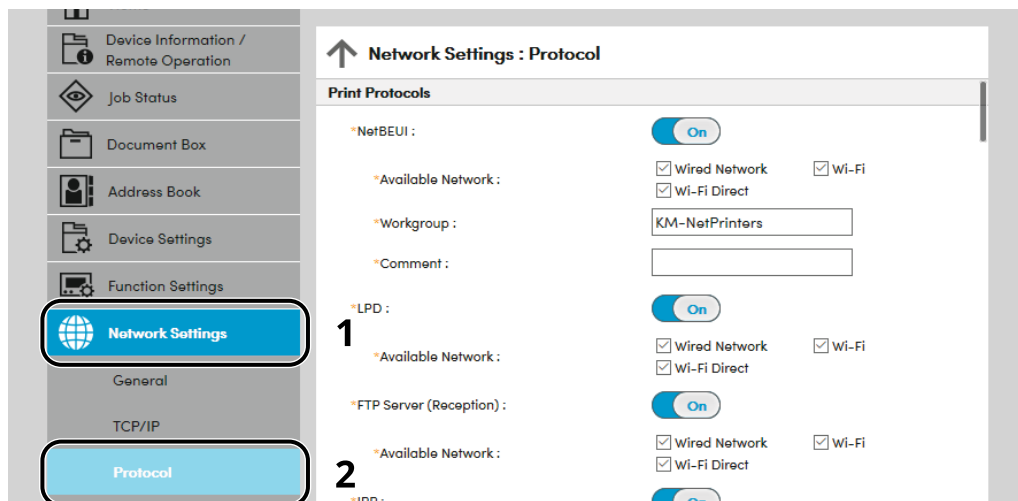 Device Information /
Remote Operation
Job Status
Document Box
Address Book
Device Settings
Function Settings
Network Settings
General
TCP/IP
Protocol
1
2
Network Settings : Protocol
Print Protocols
*NetBEUI :
On
*Available Network :
Wired Network
Wi-Fi
Wi-Fi Direct
*Workgroup :
KM-NetPrinters
*Comment :
*LPD :
On
*Available Network :
Wired Network
Wi-Fi
Wi-Fi Direct
*FTP Server (Reception) :
On
*Available Network :
Wired Network
Wi-Fi
Wi-Fi Direct
*IPP :
On